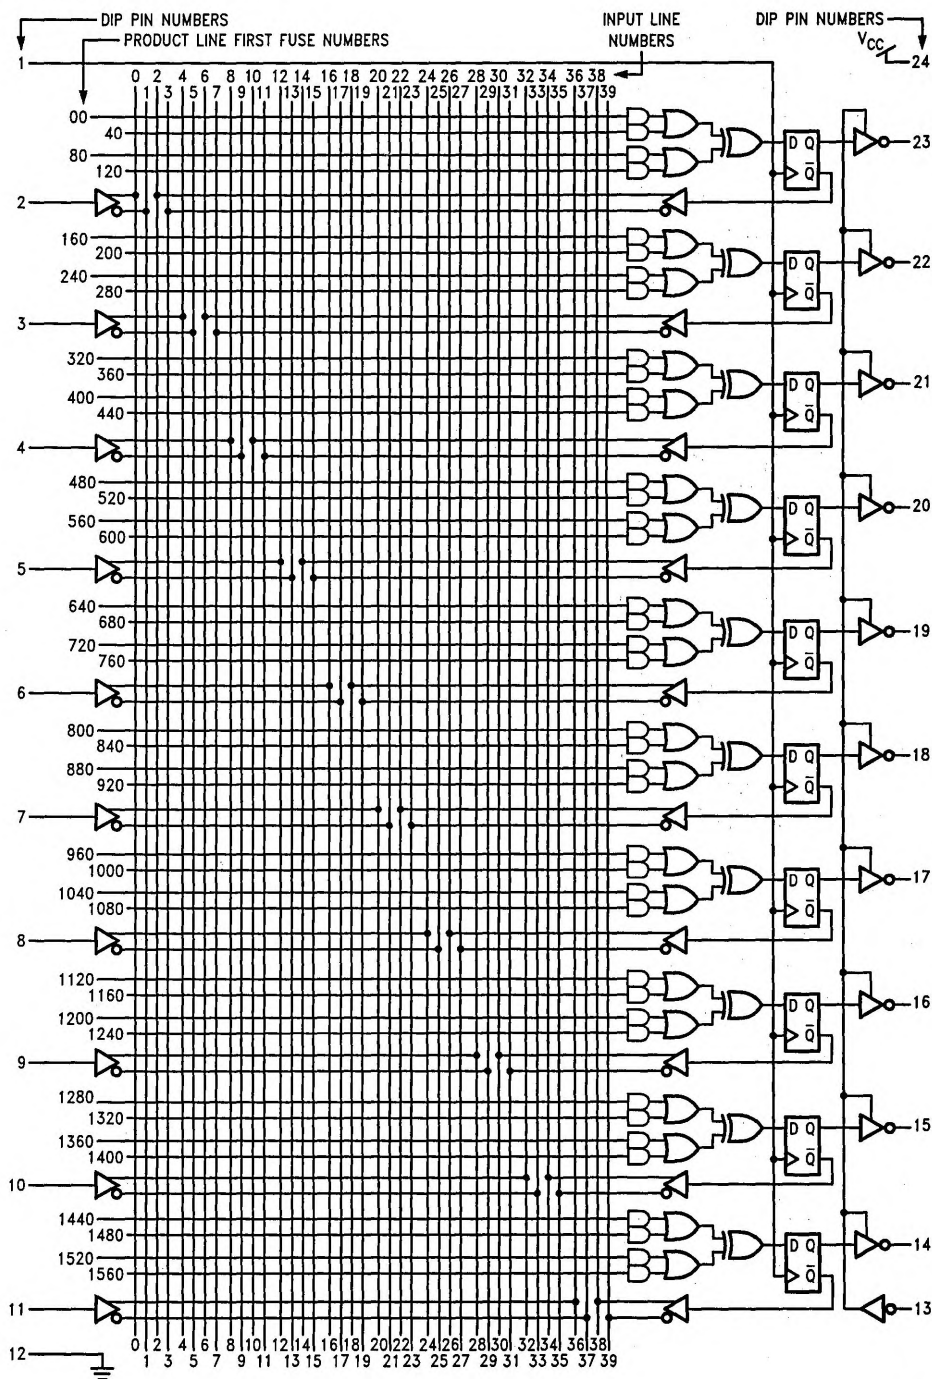 DIP PIN NUMBERS
PRODUCT LINE FIRST FUSE NUMBERS
INPUT LINE NUMBERS
DIP PIN NUMBERS
VCC
1
24
0 2 4 6 8 10 12 14 16 18 20 22 24 26 28 30 32 34 36 38
1 3 5 7 9 11 13 15 17 19 21 23 25 27 29 31 33 35 37 39
00
40
D Q
23
80
120
Q̅
2
160
200
D Q
22
240
280
Q̅
3
320
360
D Q
21
400
440
Q̅
4
480
520
D Q
20
560
600
Q̅
5
640
680
D Q
19
720
760
Q̅
6
800
840
D Q
18
880
920
Q̅
7
960
1000
D Q
17
1040
1080
Q̅
8
1120
1160
D Q
16
1200
1240
Q̅
9
1280
1320
D Q
15
1360
1400
Q̅
10
1440
1480
D Q
14
1520
1560
Q̅
11
13
12
0 2 4 6 8 10 12 14 16 18 20 22 24 26 28 30 32 34 36 38
1 3 5 7 9 11 13 15 17 19 21 23 25 27 29 31 33 35 37 39